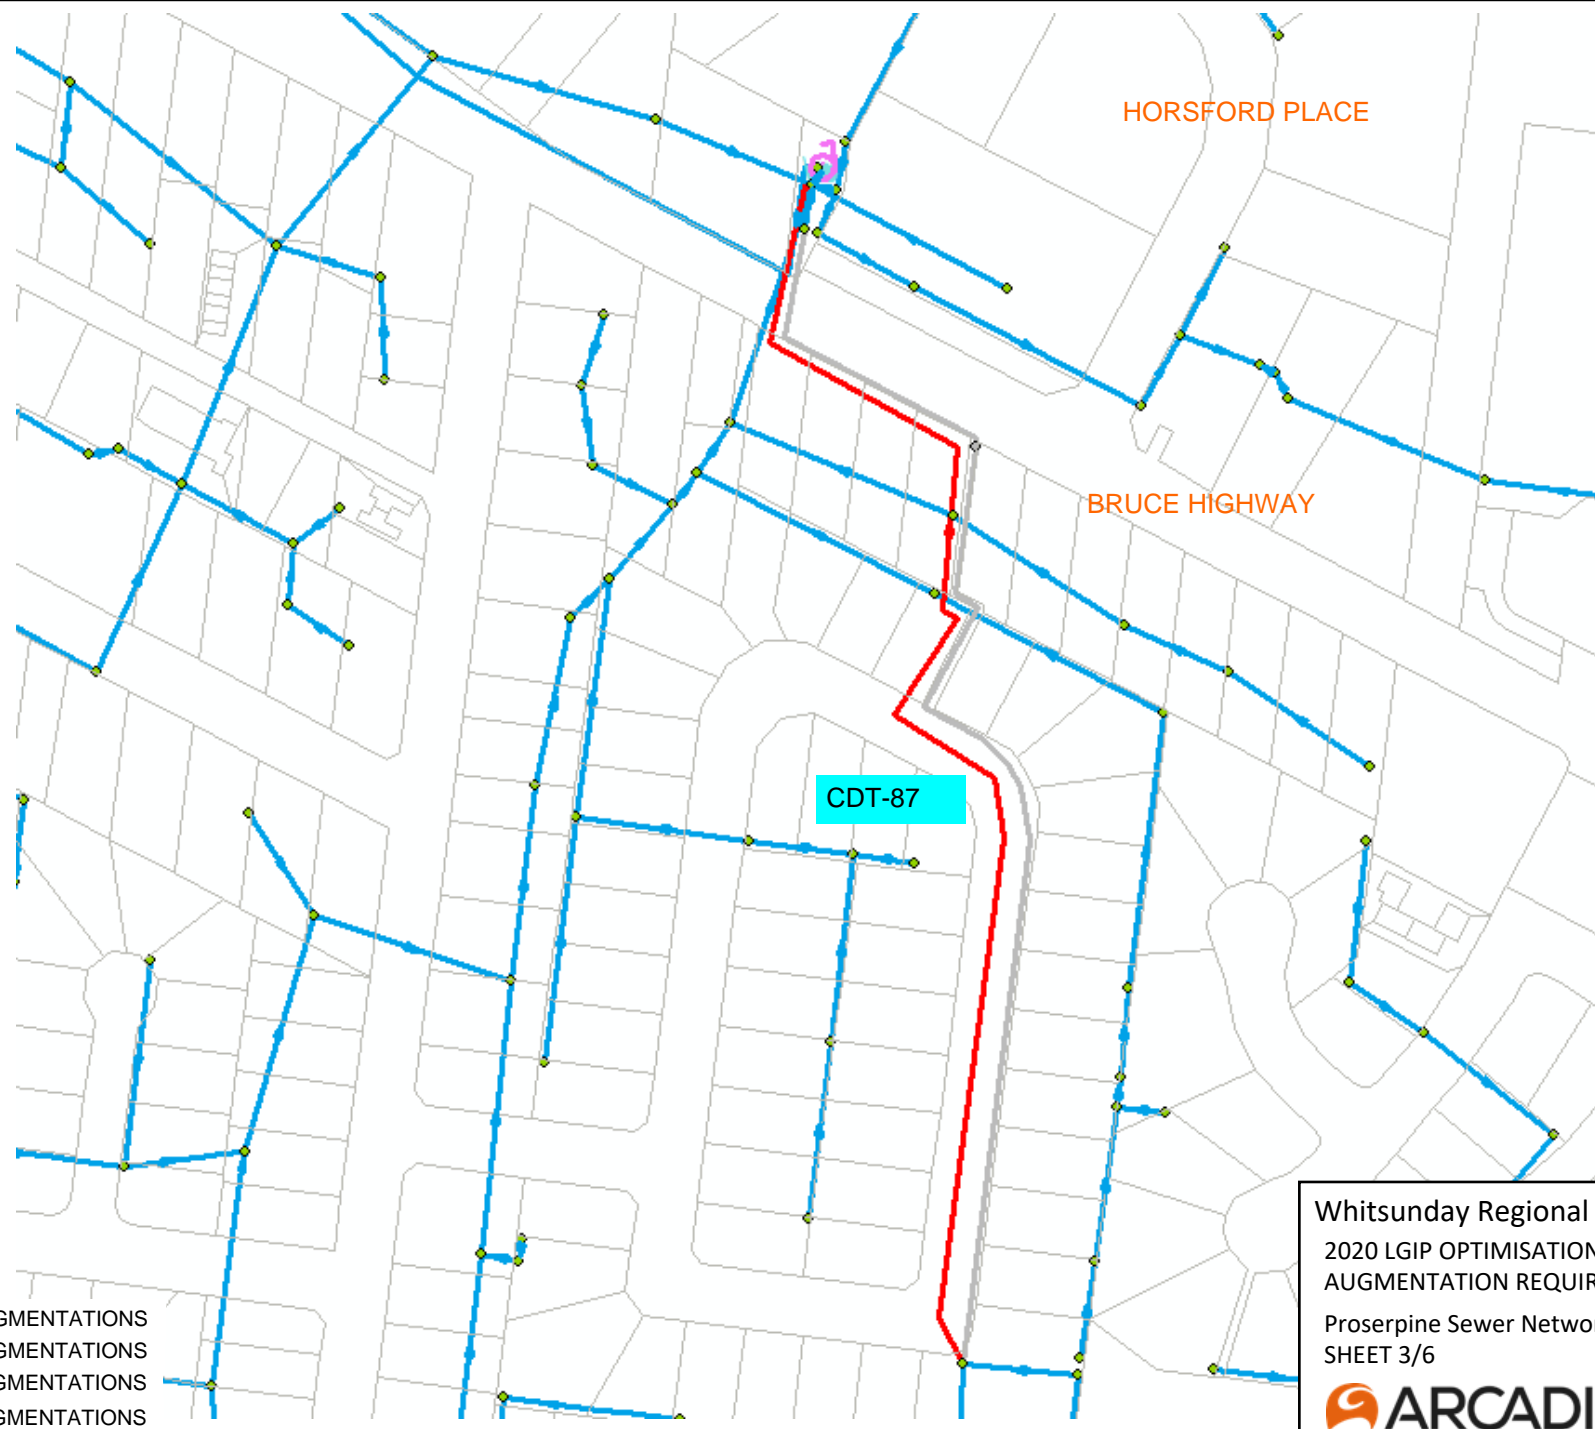 HORSFORD PLACE
BRUCE HIGHWAY
CDT-87
GMENTATIONS
GMENTATIONS
GMENTATIONS
GMENTATIONS
Whitsunday Regional
2020 LGIP OPTIMISATION
AUGMENTATION REQUIR
Proserpine Sewer Networ
SHEET 3/6
ARCADI